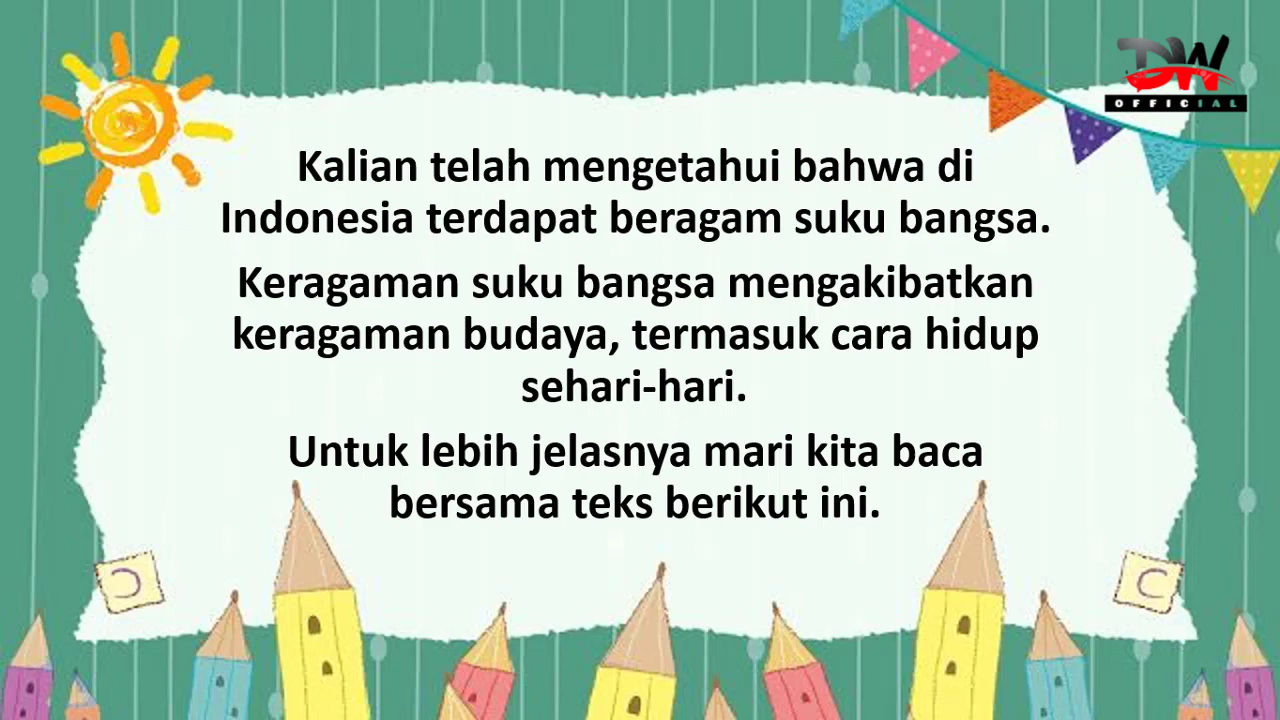 DW
OFFICIAL
Kalian telah mengetahui bahwa di
Indonesia terdapat beragam suku bangsa.
Keragaman suku bangsa mengakibatkan
keragaman budaya, termasuk cara hidup
sehari-hari.
Untuk lebih jelasnya mari kita baca
bersama teks berikut ini.